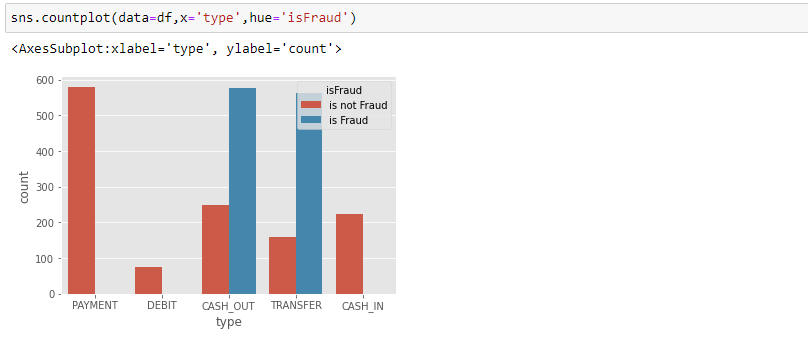 sns.countplot(data=df,x='type',hue='isFraud')
<AxesSubplot:xlabel='type', ylabel='count'>
isFraud
is not Fraud
is Fraud
600
500
400
300
200
100
0
count
PAYMENT DEBIT CASH_OUT TRANSFER CASH_IN
type